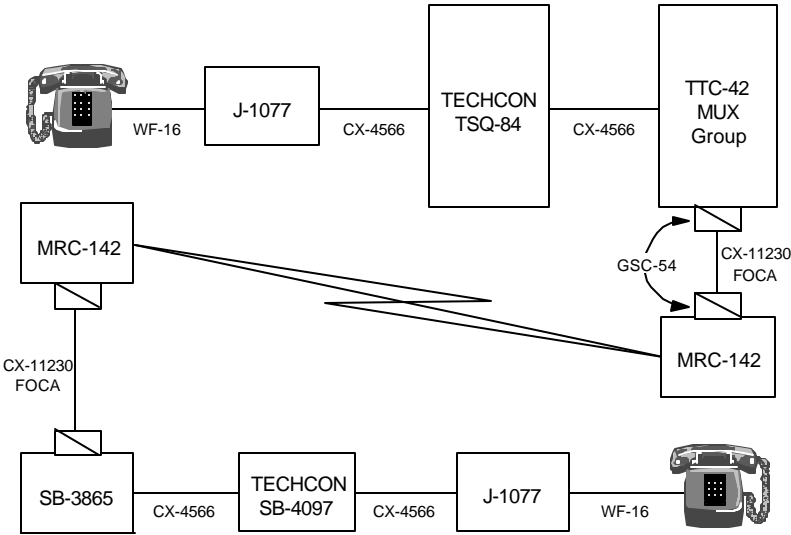 WF-16
J-1077
CX-4566
TECHCON
TSQ-84
CX-4566
TTC-42
MUX
Group
GSC-54
CX-11230
FOCA
MRC-142
MRC-142
CX-11230
FOCA
SB-3865
CX-4566
TECHCON
SB-4097
CX-4566
J-1077
WF-16